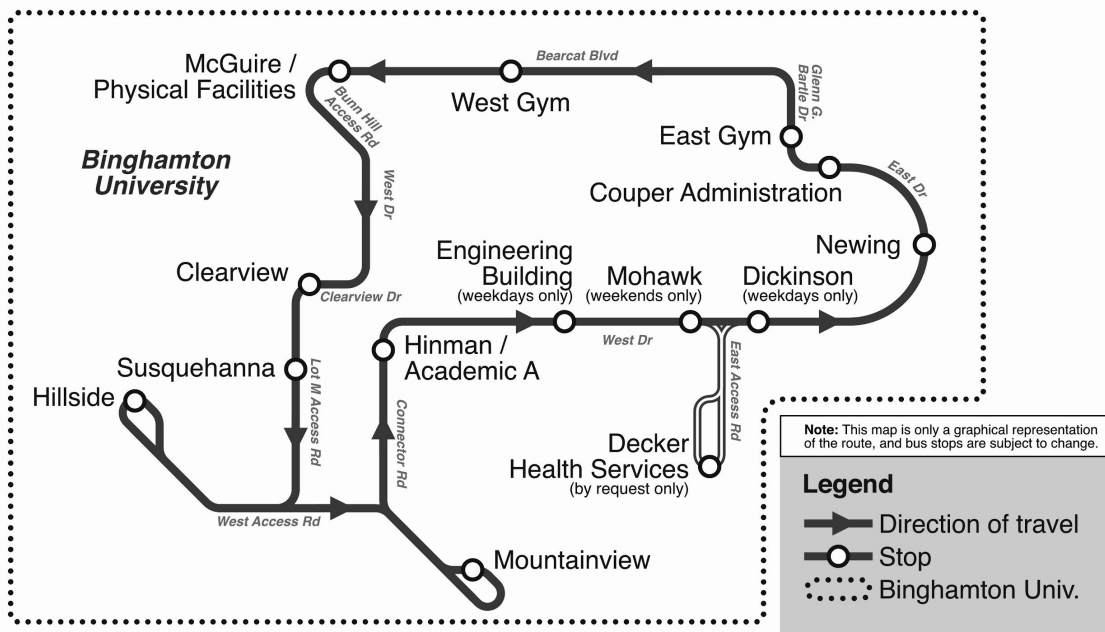 McGuire /
Physical Facilities
Bearcat Blvd
West Gym
Glenn G.
Bartle Dr
Bunn Hill
Access Rd
East Gym
Binghamton
University
West Dr
Couper Administration
East Dr
Newing
Engineering
Building
(weekdays only)
Mohawk
(weekends only)
Dickinson
(weekdays only)
Clearview
Clearview Dr
West Dr
Hinman /
Academic A
Susquehanna
Lot M Access Rd
Hillside
Connector Rd
East Access Rd
Decker
Health Services
(by request only)
West Access Rd
Mountainview
Note: This map is only a graphical representation
of the route, and bus stops are subject to change.
Legend
Direction of travel
Stop
Binghamton Univ.